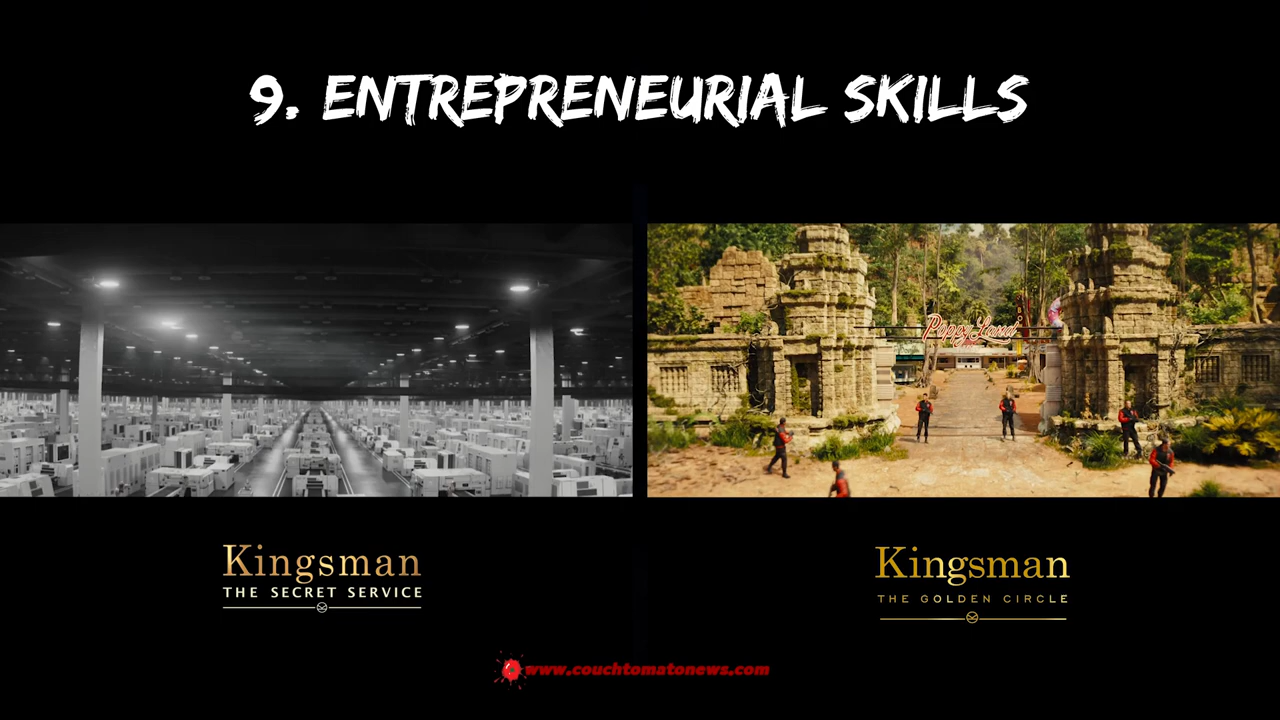 9. ENTREPRENEURIAL SKILLS
Poppy Land
Kingsman
THE SECRET SERVICE
Kingsman
THE GOLDEN CIRCLE
www.couchtomatonews.com